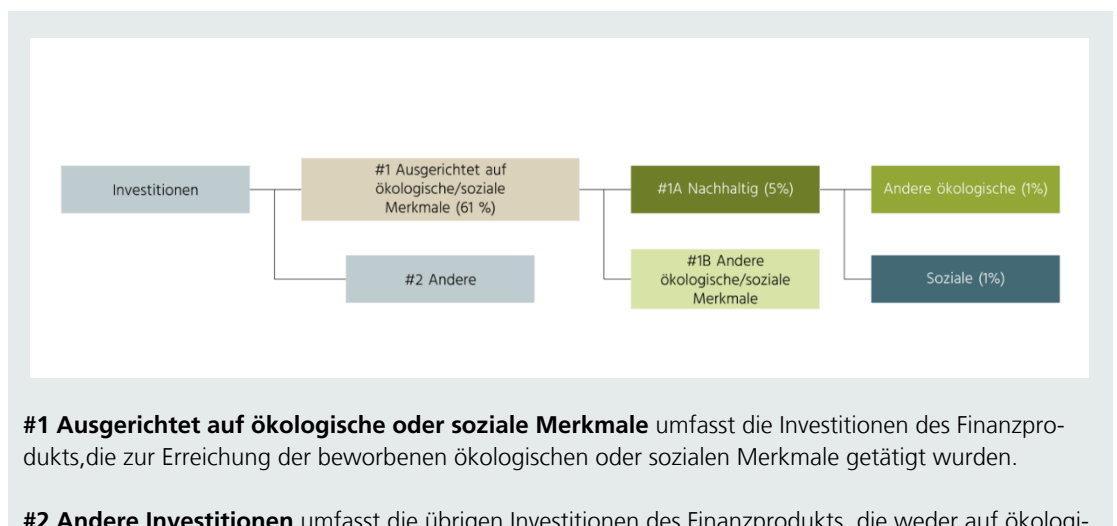 Investitionen
#1 Ausgerichtet auf
ökologische/soziale
Merkmale (61 %)
#1A Nachhaltig (5%)
Andere ökologische (1%)
#2 Andere
#1B Andere
ökologische/soziale
Merkmale
Soziale (1%)
#1 Ausgerichtet auf ökologische oder soziale Merkmale umfasst die Investitionen des Finanzpro-
dukts,die zur Erreichung der beworbenen ökologischen oder sozialen Merkmale getätigt wurden.
#2 Andere Investitionen umfasst die übrigen Investitionen des Finanzprodukts, die weder auf ökologi-